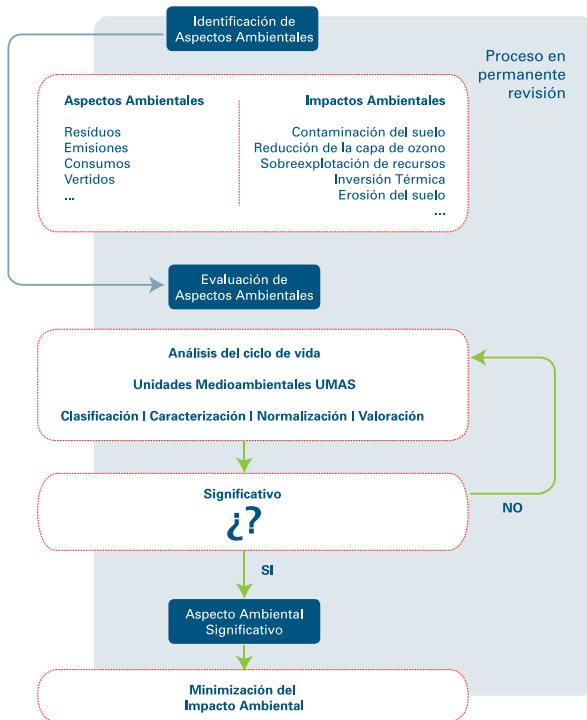 Identificación de
Aspectos Ambientales
Proceso en
permanente
revisión
Aspectos Ambientales
Resíduos
Emisiones
Consumos
Vertidos
...
Impactos Ambientales
Contaminación del suelo
Reducción de la capa de ozono
Sobreexplotación de recursos
Inversión Térmica
Erosión del suelo
...
Evaluación de
Aspectos Ambientales
Análisis del ciclo de vida
Unidades Medioambientales UMAS
Clasificación I Caracterización I Normalización I Valoración
Significativo
¿?
NO
SI
Aspecto Ambiental
Significativo
Minimización del
Impacto Ambiental